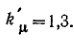 k′μ = 1,3.